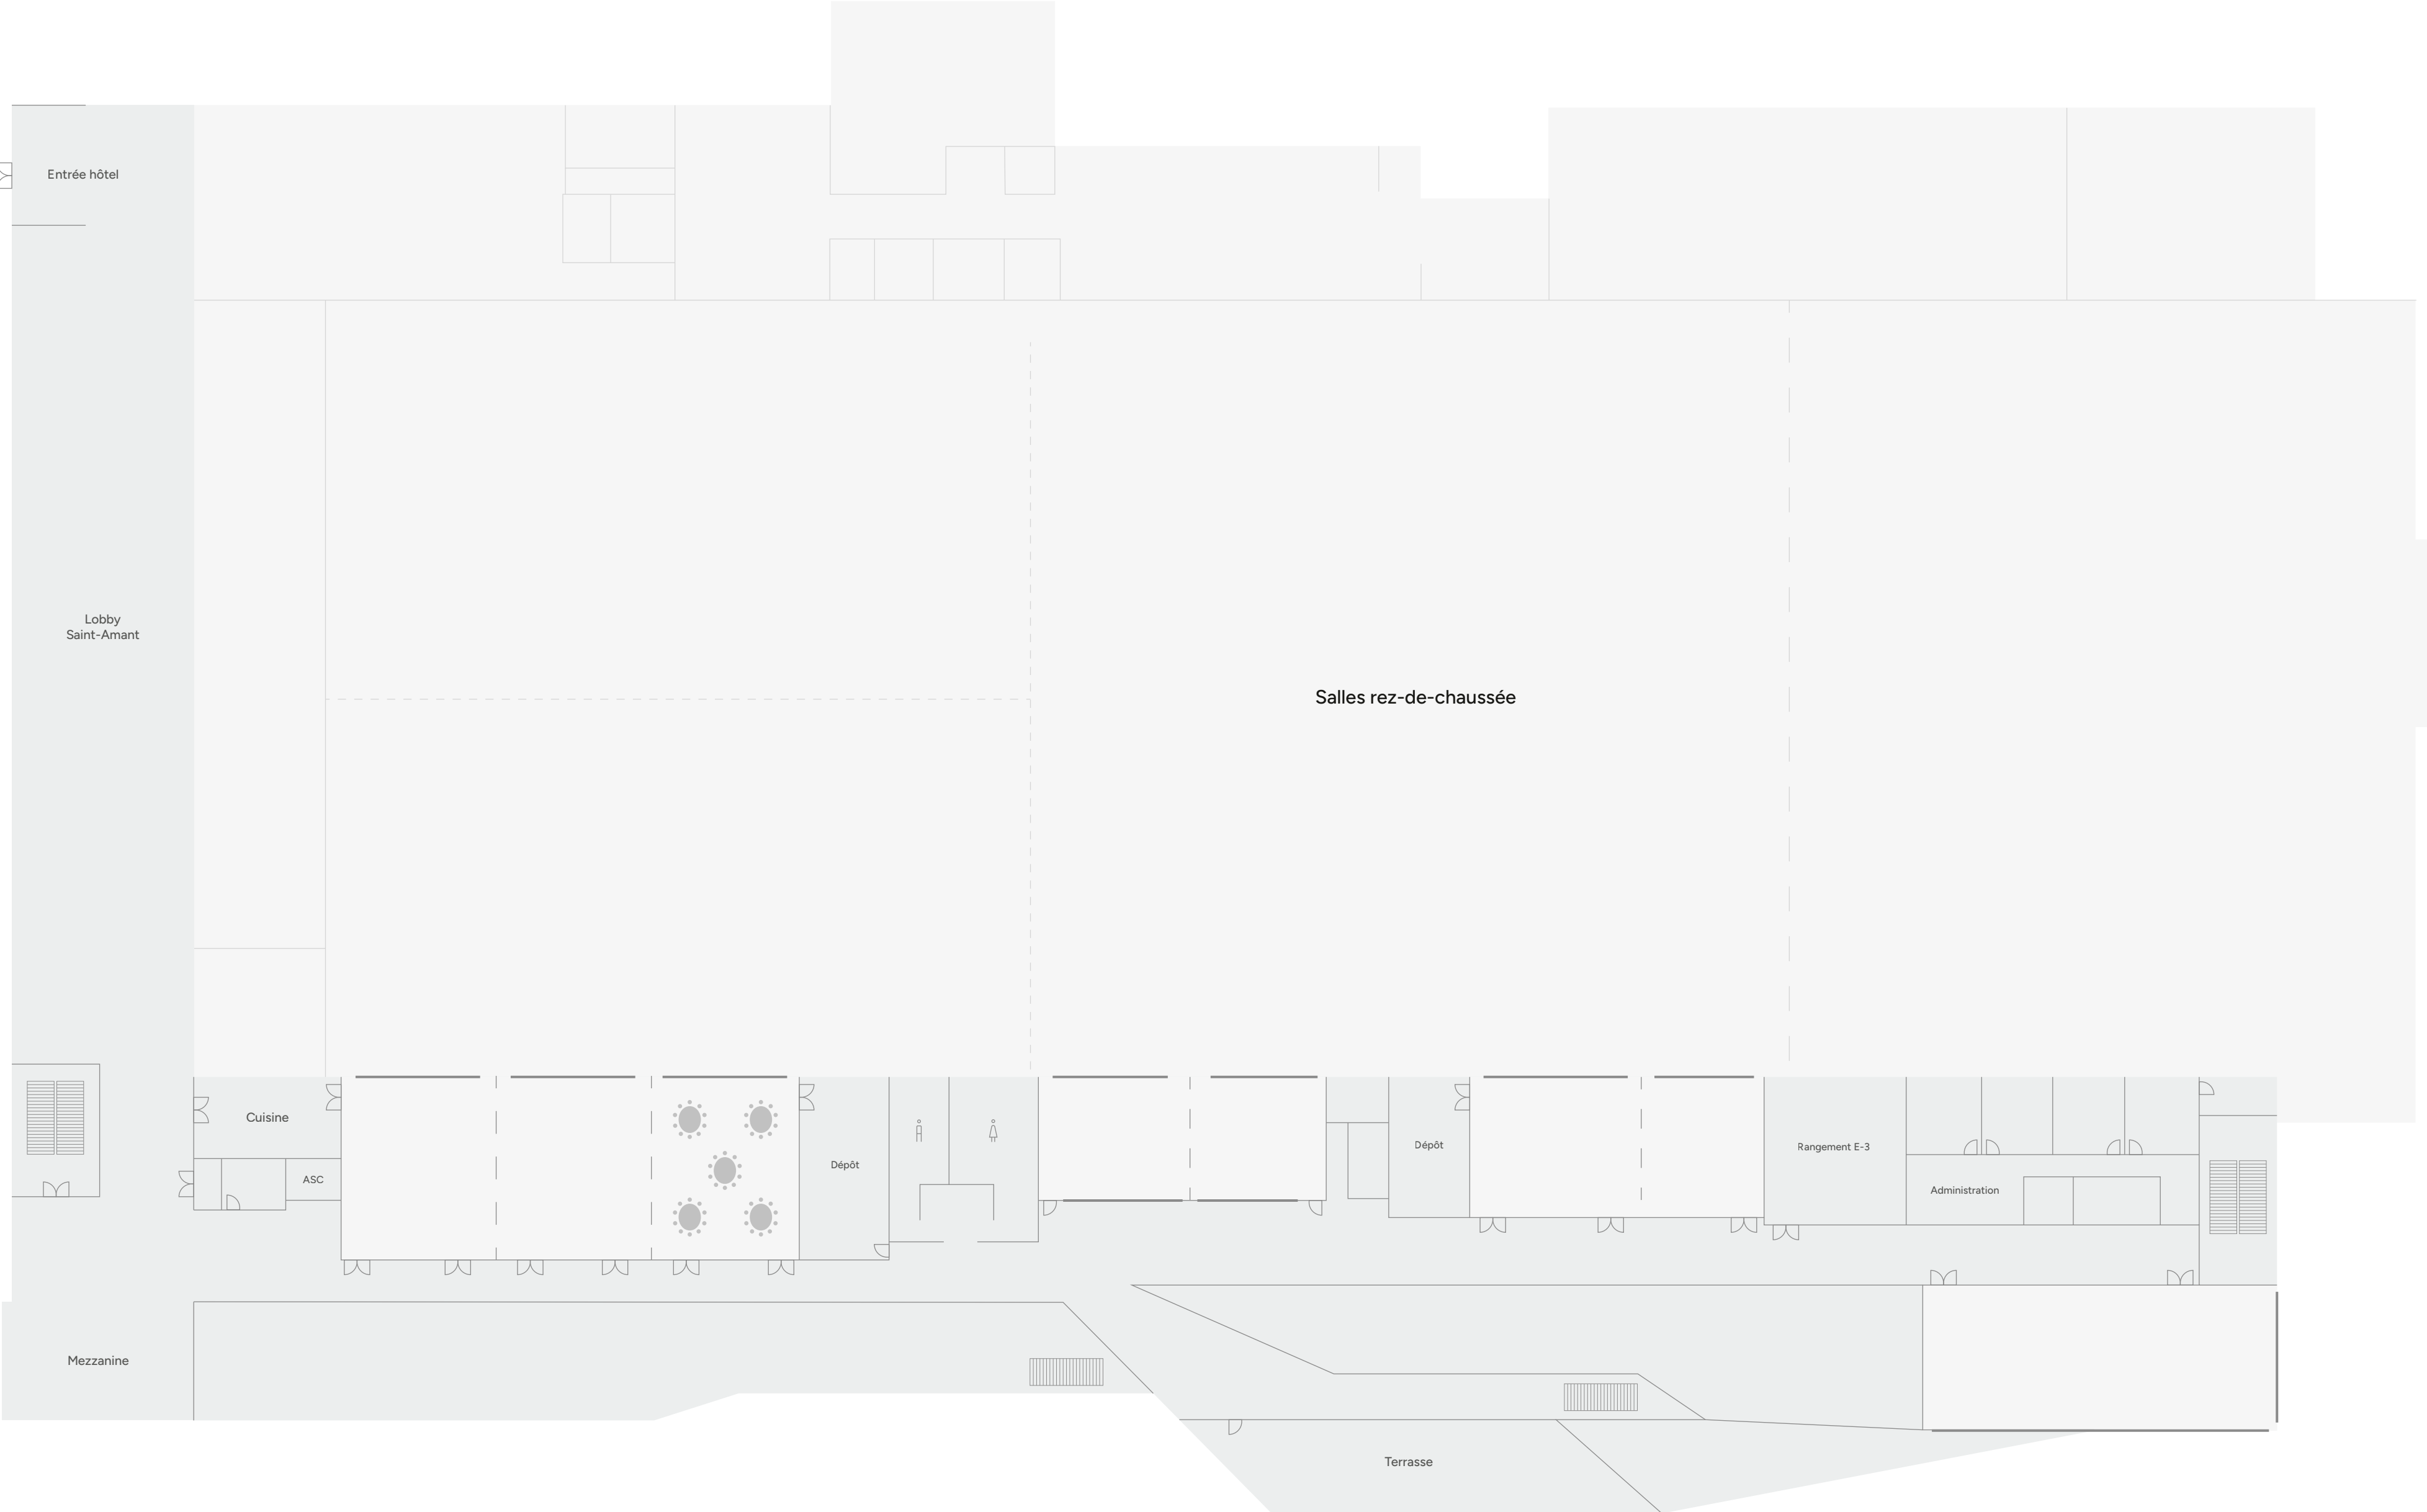 Entrée hôtel
Lobby
Saint-Amant
Salles rez-de-chaussée
Cuisine
ASC
Dépôt
Dépôt
Rangement E-3
Administration
Mezzanine
Terrasse